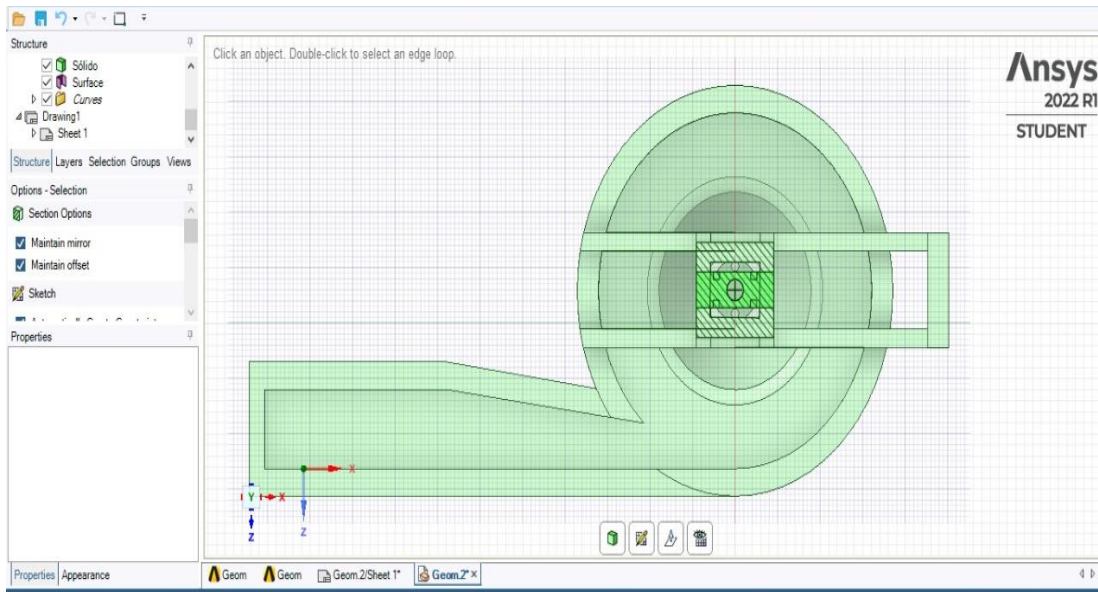 Structure
Sólido
Surface
Curves
Drawing1
Sheet 1
Structure Layers Selection Groups Views
Options - Selection
Section Options
Maintain mirror
Maintain offset
Sketch
Properties
Properties Appearance
Click an object. Double-click to select an edge loop.
Ansys
2022 R1
STUDENT
X
Z
Y X
Z
Geom Geom Geom.2/Sheet 1* Geom.2*